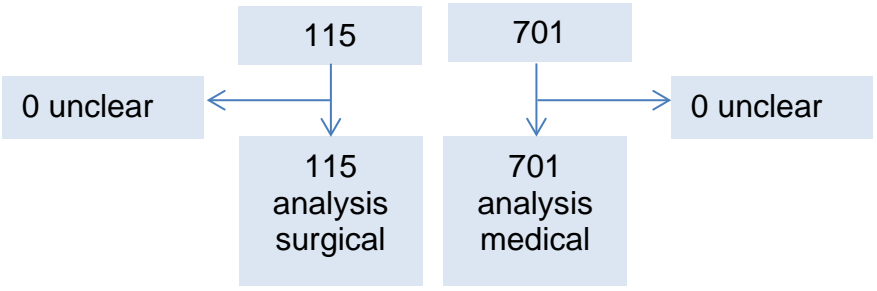 115
701
0 unclear
0 unclear
115
analysis
surgical
701
analysis
medical